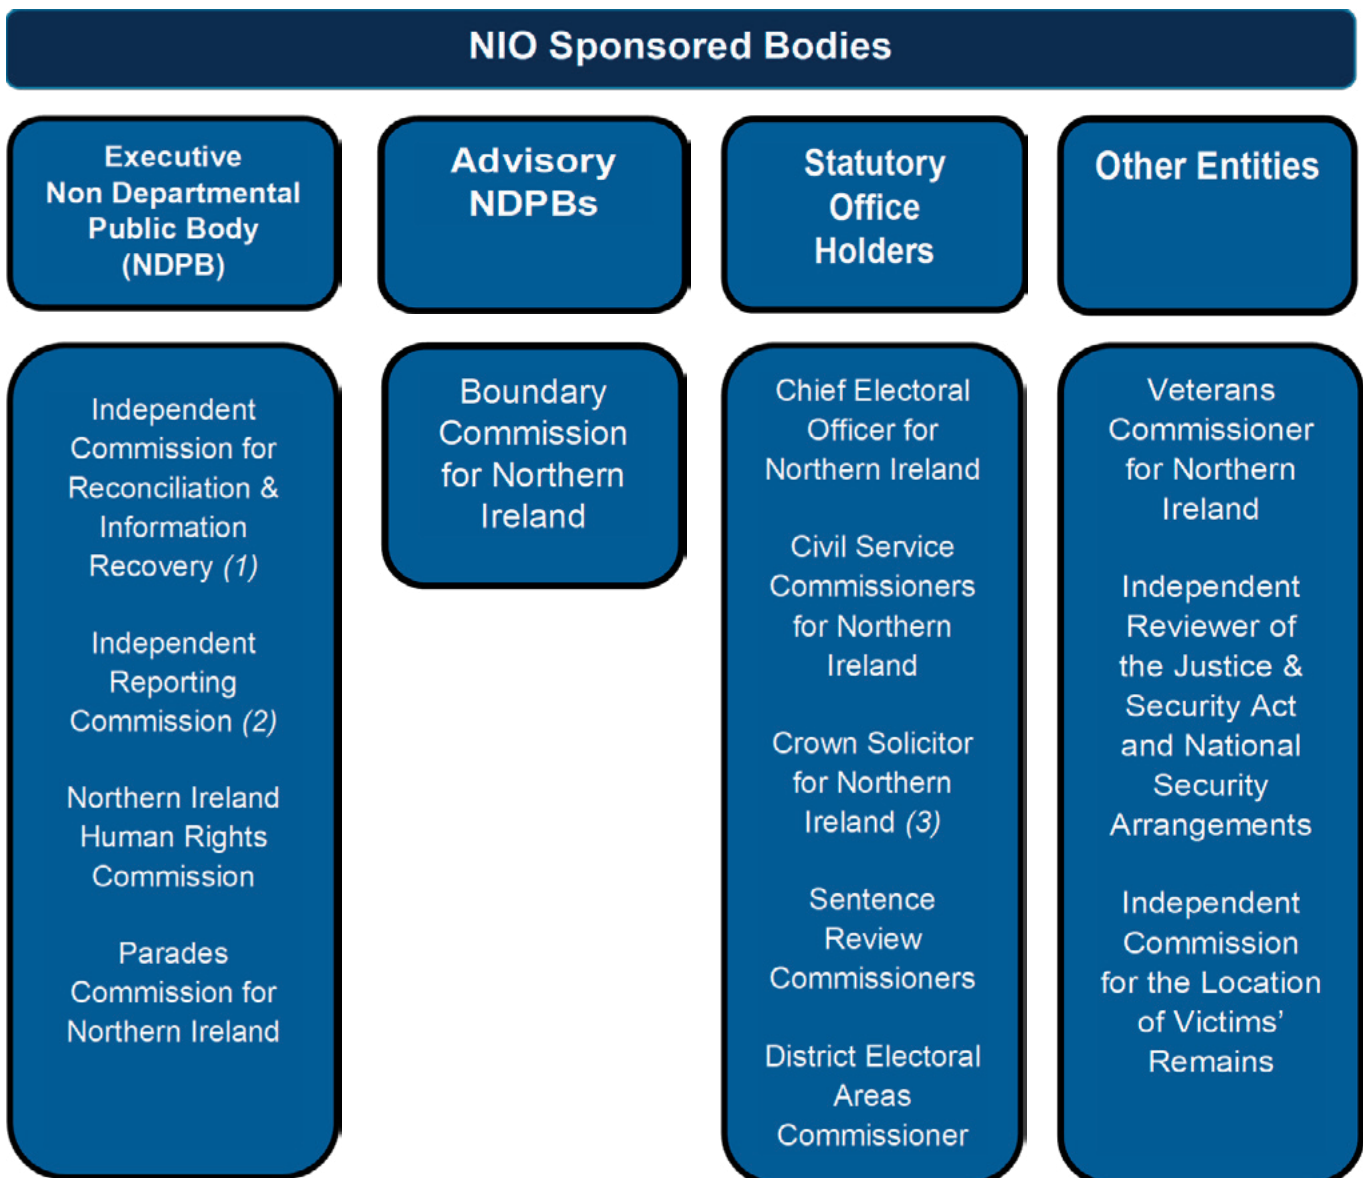 NIO Sponsored Bodies
Executive
Non Departmental
Public Body
(NDPB)
Advisory
NDPBs
Statutory
Office
Holders
Other Entities
Independent
Commission for
Reconciliation &
Information
Recovery (1)
Independent
Reporting
Commission (2)
Northern Ireland
Human Rights
Commission
Parades
Commission for
Northern Ireland
Boundary
Commission
for Northern
Ireland
Chief Electoral
Officer for
Northern Ireland
Civil Service
Commissioners
for Northern
Ireland
Crown Solicitor
for Northern
Ireland (3)
Sentence
Review
Commissioners
District Electoral
Areas
Commissioner
Veterans
Commissioner
for Northern
Ireland
Independent
Reviewer of
the Justice &
Security Act
and National
Security
Arrangements
Independent
Commission
for the Location
of Victims’
Remains